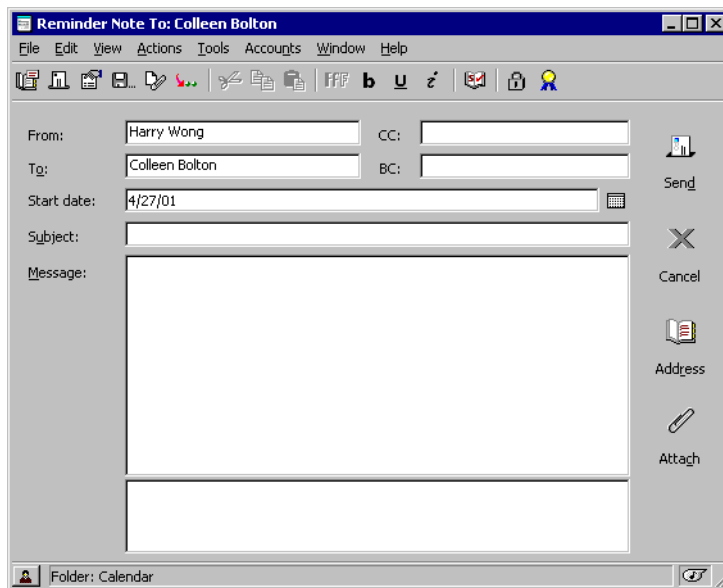 Reminder Note To: Colleen Bolton
File Edit View Actions Tools Accounts Window Help
FfF b u i
From: Harry Wong CC:
To: Colleen Bolton BC:
Send
Start date: 4/27/01
Subject:
Message:
Cancel
Address
Attach
Folder: Calendar